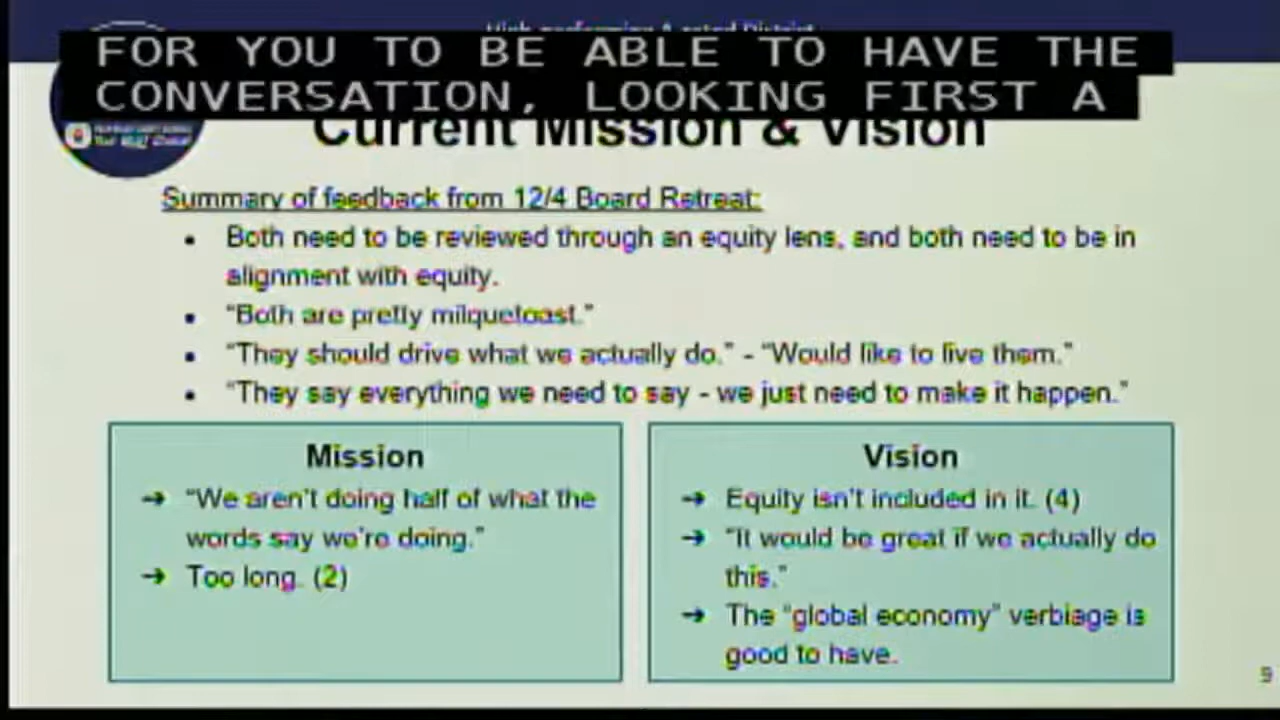 FOR YOU TO BE ABLE TO HAVE THE
CONVERSATION, LOOKING FIRST A
Current Mission & Vision
Summary of feedback from 12/4 Board Retreat:
• Both need to be reviewed through an equity lens, and both need to be in
alignment with equity.
• “Both are pretty milquetoast.”
• “They should drive what we actually do.” - “Would like to live them.”
• “They say everything we need to say - we just need to make it happen.”
Mission
→ “We aren’t doing half of what the
words say we’re doing.”
→ Too long. (2)
Vision
→ Equity isn’t included in it. (4)
→ “It would be great if we actually do
this.”
→ The “global economy” verbiage is
good to have.
9